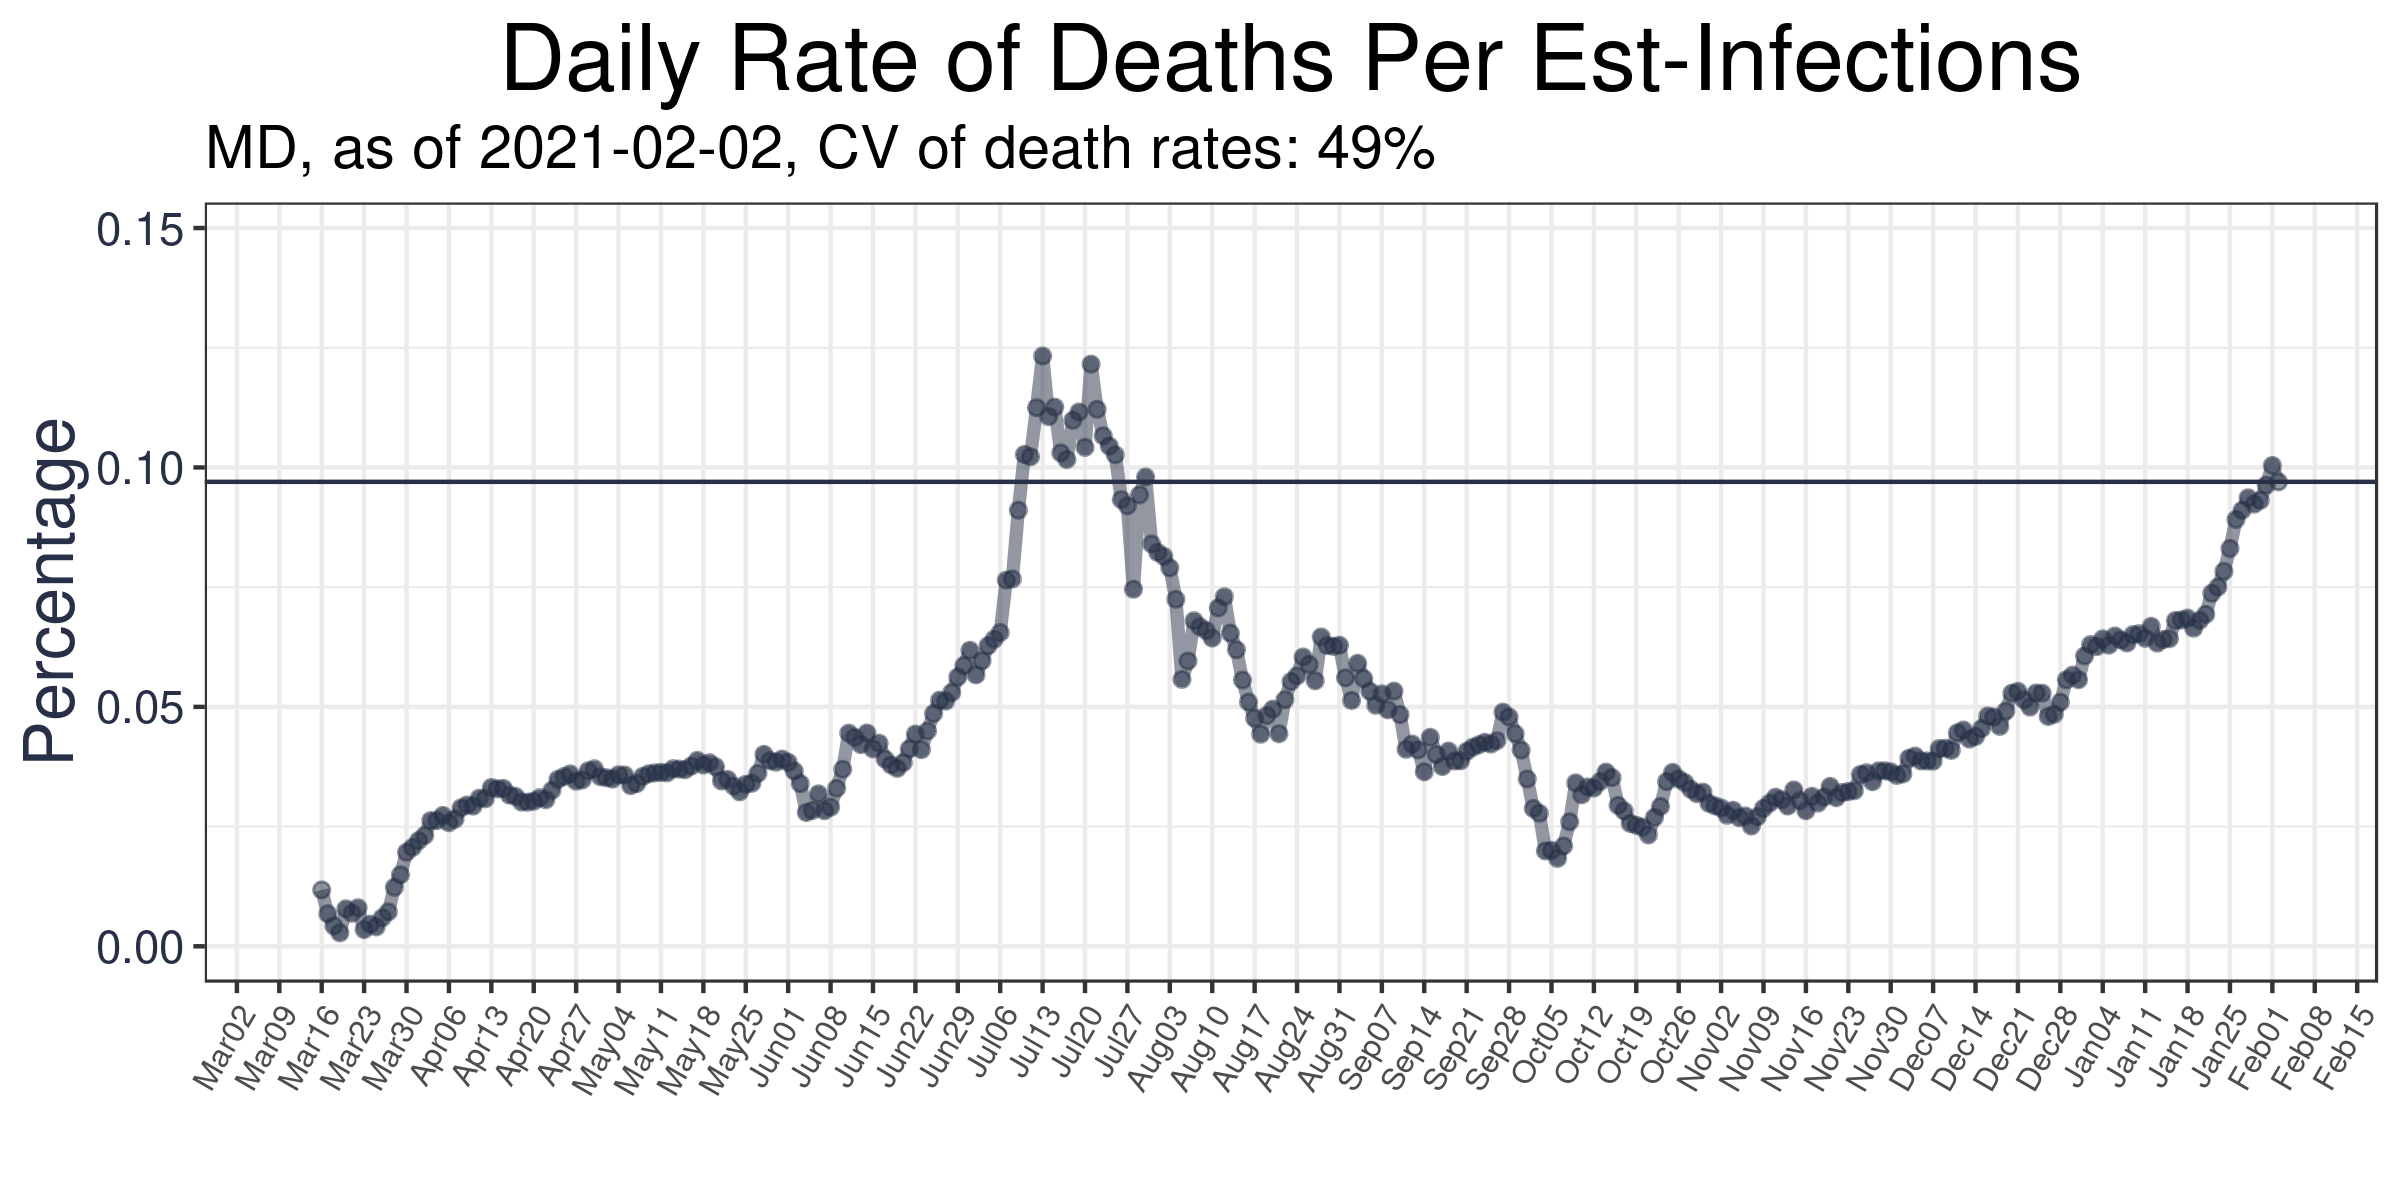 Daily Rate of Deaths Per Est-Infections
MD, as of 2021-02-02, CV of death rates: 49%
Percentage
0.15
0.10
0.05
0.00
Mar02
Mar09
Mar16
Mar23
Mar30
Apr06
Apr13
Apr20
Apr27
May04
May11
May18
May25
Jun01
Jun08
Jun15
Jun22
Jun29
Jul06
Jul13
Jul20
Jul27
Aug03
Aug10
Aug17
Aug24
Aug31
Sep07
Sep14
Sep21
Sep28
Oct05
Oct12
Oct19
Oct26
Nov02
Nov09
Nov16
Nov23
Nov30
Dec07
Dec14
Dec21
Dec28
Jan04
Jan11
Jan18
Jan25
Feb01
Feb08
Feb15